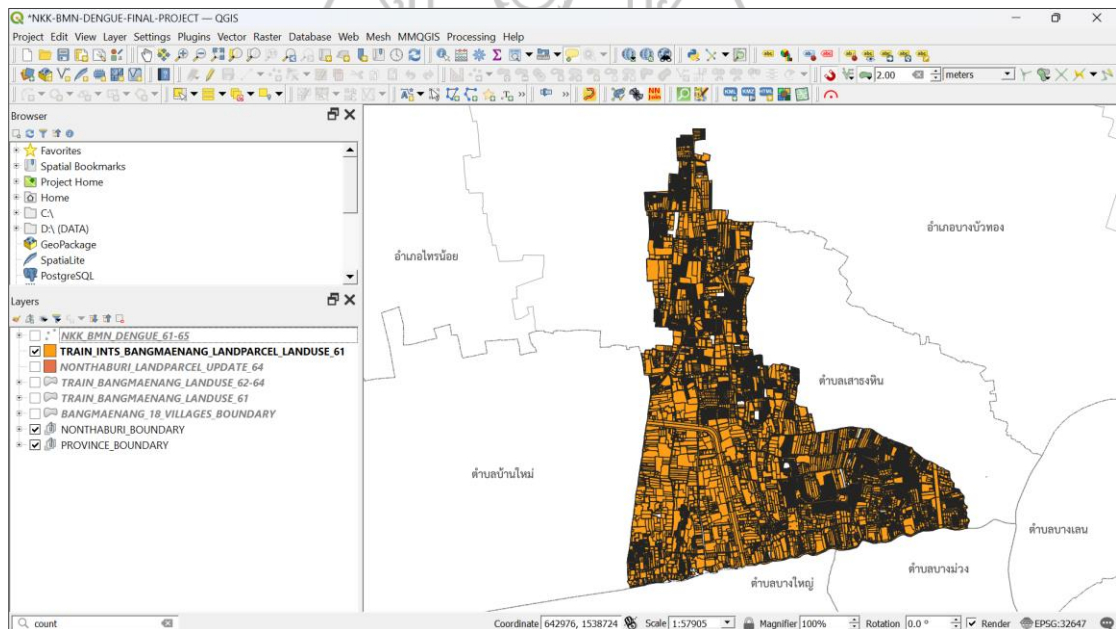 *NKK-BMN-DENGUE-FINAL-PROJECT — QGIS
Project Edit View Layer Settings Plugins Vector Raster Database Web Mesh MMQGIS Processing Help
2.00 meters
Browser
Favorites
Spatial Bookmarks
Project Home
Home
C:\
D:\ (DATA)
GeoPackage
SpatiaLite
PostgreSQL
Layers
NKK_BMN_DENGUE_61-65
TRAIN_INTS_BANGMAENANG_LANDPARCEL_LANDUSE_61
NONTHABURI_LANDPARCEL_UPDATE_64
TRAIN_BANGMAENANG_LANDUSE_62-64
TRAIN_BANGMAENANG_LANDUSE_61
BANGMAENANG_18_VILLAGES_BOUNDARY
NONTHABURI_BOUNDARY
PROVINCE_BOUNDARY
อำเภอบางบัวทอง
อำเภอไทรน้อย
ตำบลเสาธงหิน
ตำบลบ้านใหม่
ตำบลบางเลน
ตำบลบางม่วง
ตำบลบางใหญ่
count
Coordinate 642976, 1538724 Scale 1:57905 Magnifier 100% Rotation 0.0 ° Render EPSG:32647